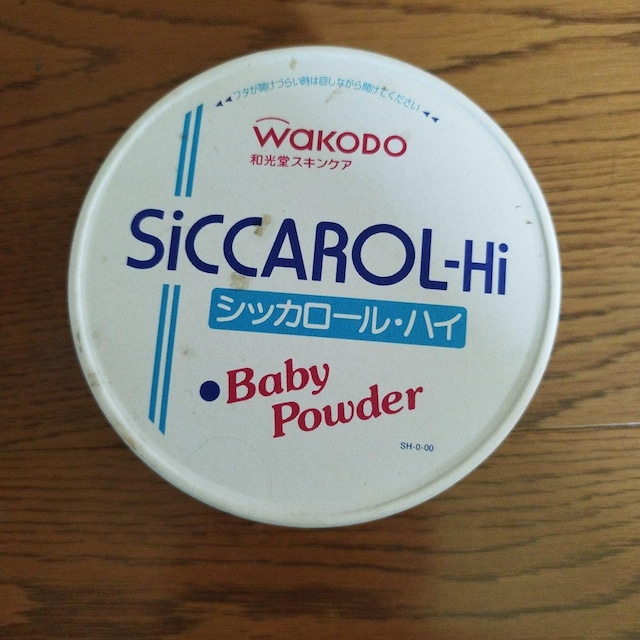 フタが開けづらい時は回しながら開けてください
WAKODO
和光堂スキンケア
SiCCAROL-Hi
シッカロール・ハイ
Baby
Powder
SH-0-00